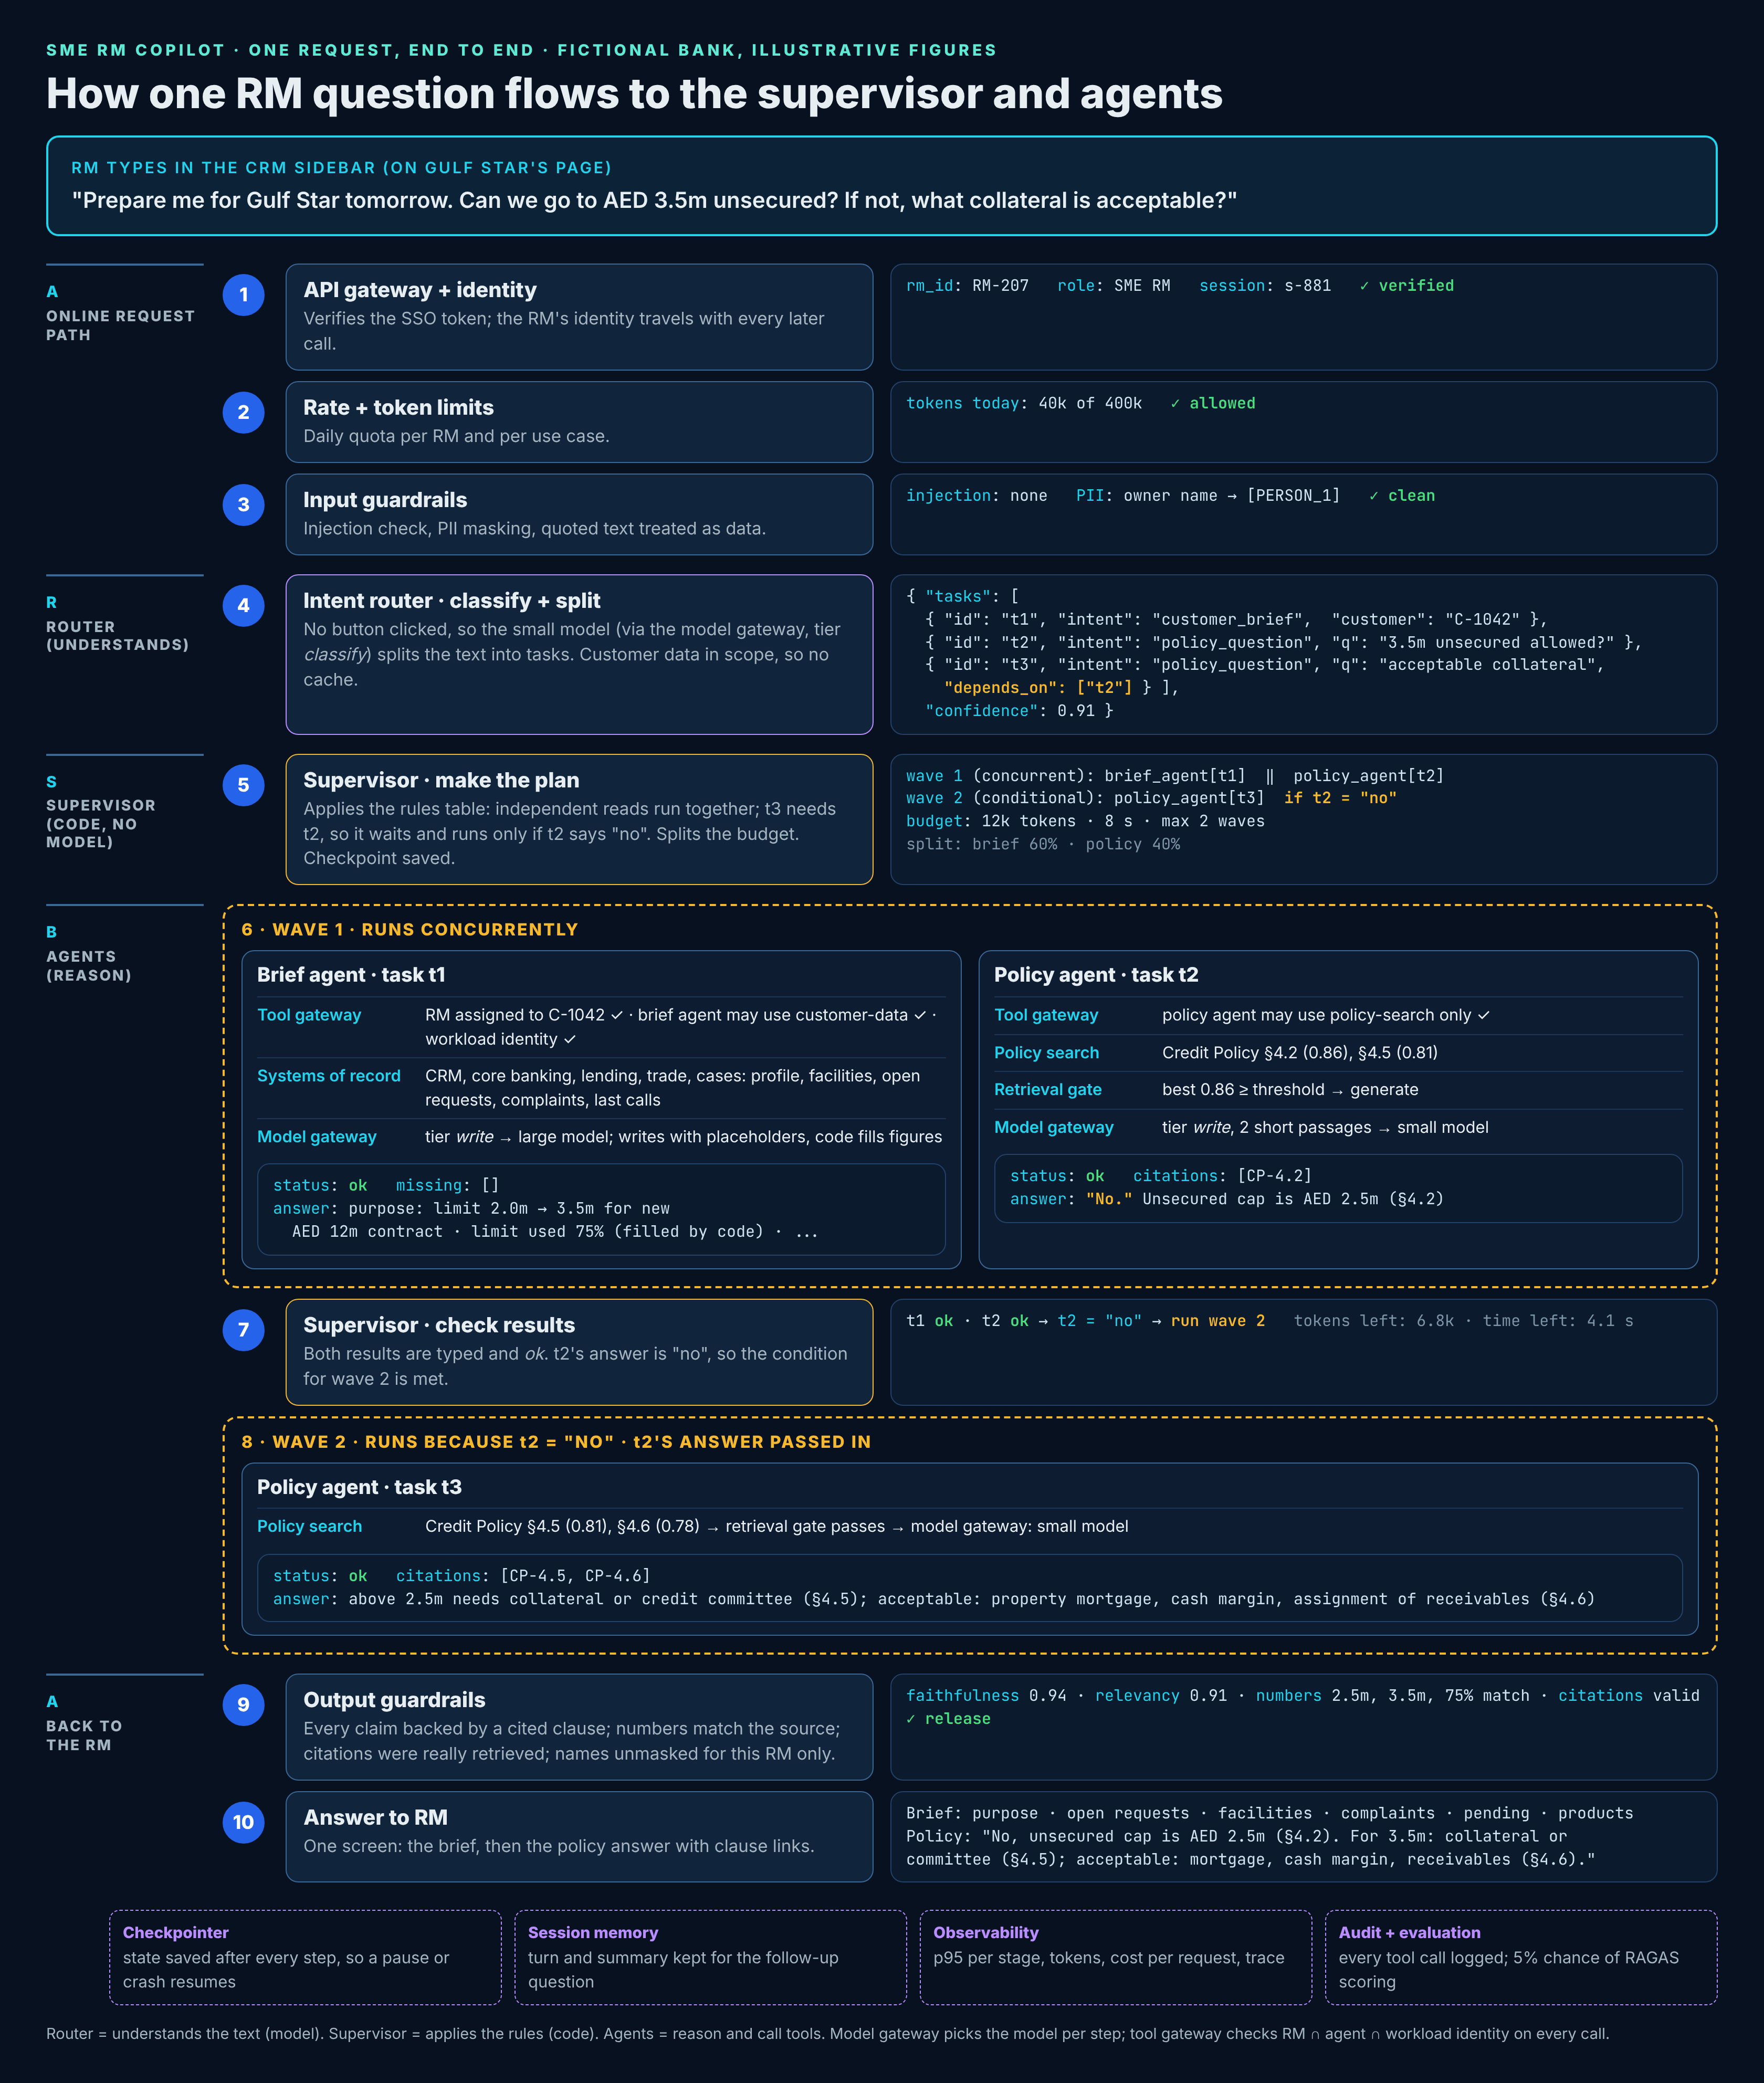 SME RM COPILOT · ONE REQUEST, END TO END · FICTIONAL BANK, ILLUSTRATIVE FIGURES
How one RM question flows to the supervisor and agents
RM TYPES IN THE CRM SIDEBAR (ON GULF STAR'S PAGE)
"Prepare me for Gulf Star tomorrow. Can we go to AED 3.5m unsecured? If not, what collateral is acceptable?"
A
ONLINE REQUEST
PATH
1
API gateway + identity
Verifies the SSO token; the RM's identity travels with every later
call.
rm_id: RM-207 role: SME RM session: s-881 ✓ verified
2
Rate + token limits
Daily quota per RM and per use case.
tokens today: 40k of 400k ✓ allowed
3
Input guardrails
Injection check, PII masking, quoted text treated as data.
injection: none PII: owner name → [PERSON_1] ✓ clean
R
ROUTER
(UNDERSTANDS)
4
Intent router · classify + split
No button clicked, so the small model (via the model gateway, tier
classify) splits the text into tasks. Customer data in scope, so no
cache.
{ "tasks": [
{ "id": "t1", "intent": "customer_brief", "customer": "C-1042" },
{ "id": "t2", "intent": "policy_question", "q": "3.5m unsecured allowed?" },
{ "id": "t3", "intent": "policy_question", "q": "acceptable collateral",
"depends_on": ["t2"] } ],
"confidence": 0.91 }
S
SUPERVISOR
(CODE, NO
MODEL)
5
Supervisor · make the plan
Applies the rules table: independent reads run together; t3 needs
t2, so it waits and runs only if t2 says "no". Splits the budget.
Checkpoint saved.
wave 1 (concurrent): brief_agent[t1] ‖ policy_agent[t2]
wave 2 (conditional): policy_agent[t3] if t2 = "no"
budget: 12k tokens · 8 s · max 2 waves
split: brief 60% · policy 40%
B
AGENTS
(REASON)
6 · WAVE 1 · RUNS CONCURRENTLY
Brief agent · task t1
Tool gateway RM assigned to C-1042 ✓ · brief agent may use customer-data ✓ ·
workload identity ✓
Systems of record CRM, core banking, lending, trade, cases: profile, facilities, open
requests, complaints, last calls
Model gateway tier write → large model; writes with placeholders, code fills figures
status: ok missing: []
answer: purpose: limit 2.0m → 3.5m for new
AED 12m contract · limit used 75% (filled by code) · ...
Policy agent · task t2
Tool gateway policy agent may use policy-search only ✓
Policy search Credit Policy §4.2 (0.86), §4.5 (0.81)
Retrieval gate best 0.86 ≥ threshold → generate
Model gateway tier write, 2 short passages → small model
status: ok citations: [CP-4.2]
answer: "No." Unsecured cap is AED 2.5m (§4.2)
7
Supervisor · check results
Both results are typed and ok. t2's answer is "no", so the condition
for wave 2 is met.
t1 ok · t2 ok → t2 = "no" → run wave 2 tokens left: 6.8k · time left: 4.1 s
8 · WAVE 2 · RUNS BECAUSE t2 = "NO" · t2'S ANSWER PASSED IN
Policy agent · task t3
Policy search Credit Policy §4.5 (0.81), §4.6 (0.78) → retrieval gate passes → model gateway: small model
status: ok citations: [CP-4.5, CP-4.6]
answer: above 2.5m needs collateral or credit committee (§4.5); acceptable: property mortgage, cash margin, assignment of receivables (§4.6)
A
BACK TO
THE RM
9
Output guardrails
Every claim backed by a cited clause; numbers match the source;
citations were really retrieved; names unmasked for this RM only.
faithfulness 0.94 · relevancy 0.91 · numbers 2.5m, 3.5m, 75% match · citations valid
✓ release
10
Answer to RM
One screen: the brief, then the policy answer with clause links.
Brief: purpose · open requests · facilities · complaints · pending · products
Policy: "No, unsecured cap is AED 2.5m (§4.2). For 3.5m: collateral or
committee (§4.5); acceptable: mortgage, cash margin, receivables (§4.6)."
Checkpointer
state saved after every step, so a pause or
crash resumes
Session memory
turn and summary kept for the follow-up
question
Observability
p95 per stage, tokens, cost per request, trace
Audit + evaluation
every tool call logged; 5% chance of RAGAS
scoring
Router = understands the text (model). Supervisor = applies the rules (code). Agents = reason and call tools. Model gateway picks the model per step; tool gateway checks RM ∩ agent ∩ workload identity on every call.